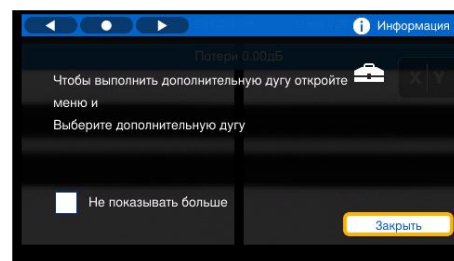 Информация
Потери 0.00дБ
X Y
Чтобы выполнить дополнительную дугу откройте
меню и
Выберите дополнительную дугу
Не показывать больше
Закрыть